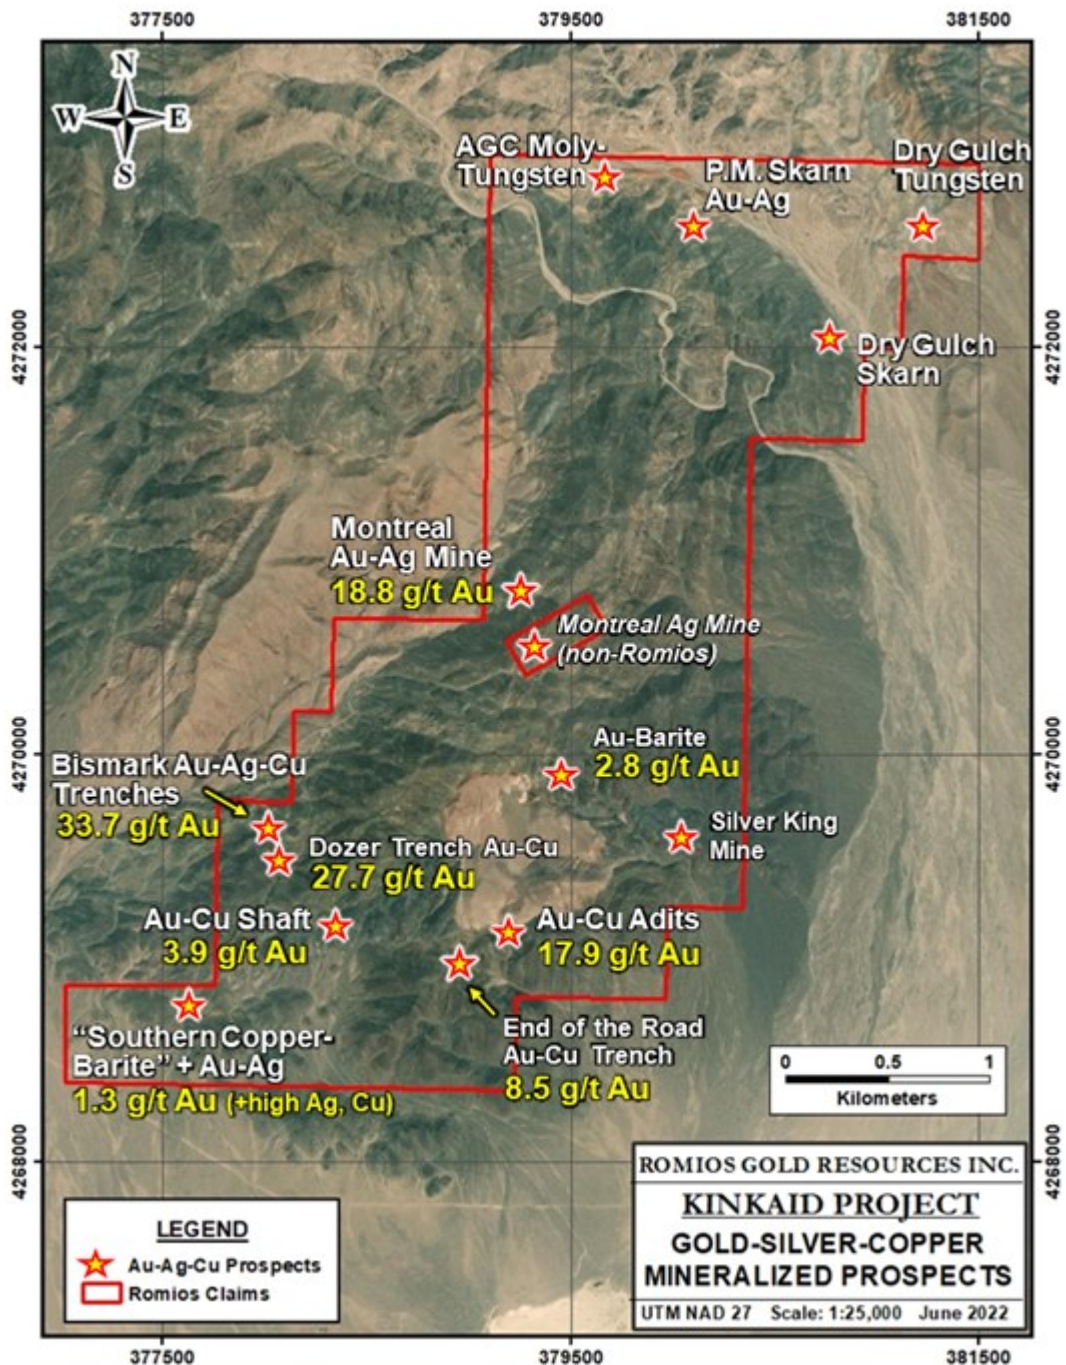 377500
379500
381500
N
W E
S
AGC Moly-
Tungsten
P.M. Skarn
Au-Ag
Dry Gulch
Tungsten
4272000
4272000
Dry Gulch
Skarn
Montreal
Au-Ag Mine
18.8 g/t Au
Montreal Ag Mine
(non-Romios)
4270000
4270000
Au-Barite
2.8 g/t Au
Bismark Au-Ag-Cu
Trenches
33.7 g/t Au
Silver King
Mine
Dozer Trench Au-Cu
27.7 g/t Au
Au-Cu Shaft
3.9 g/t Au
Au-Cu Adits
17.9 g/t Au
End of the Road
Au-Cu Trench
8.5 g/t Au
“Southern Copper-
Barite” + Au-Ag
1.3 g/t Au (+high Ag, Cu)
0 0.5 1
Kilometers
4268000
4268000
LEGEND
Au-Ag-Cu Prospects
Romios Claims
ROMIOS GOLD RESOURCES INC.
KINKAID PROJECT
GOLD-SILVER-COPPER
MINERALIZED PROSPECTS
UTM NAD 27 Scale: 1:25,000 June 2022
377500
379500
381500